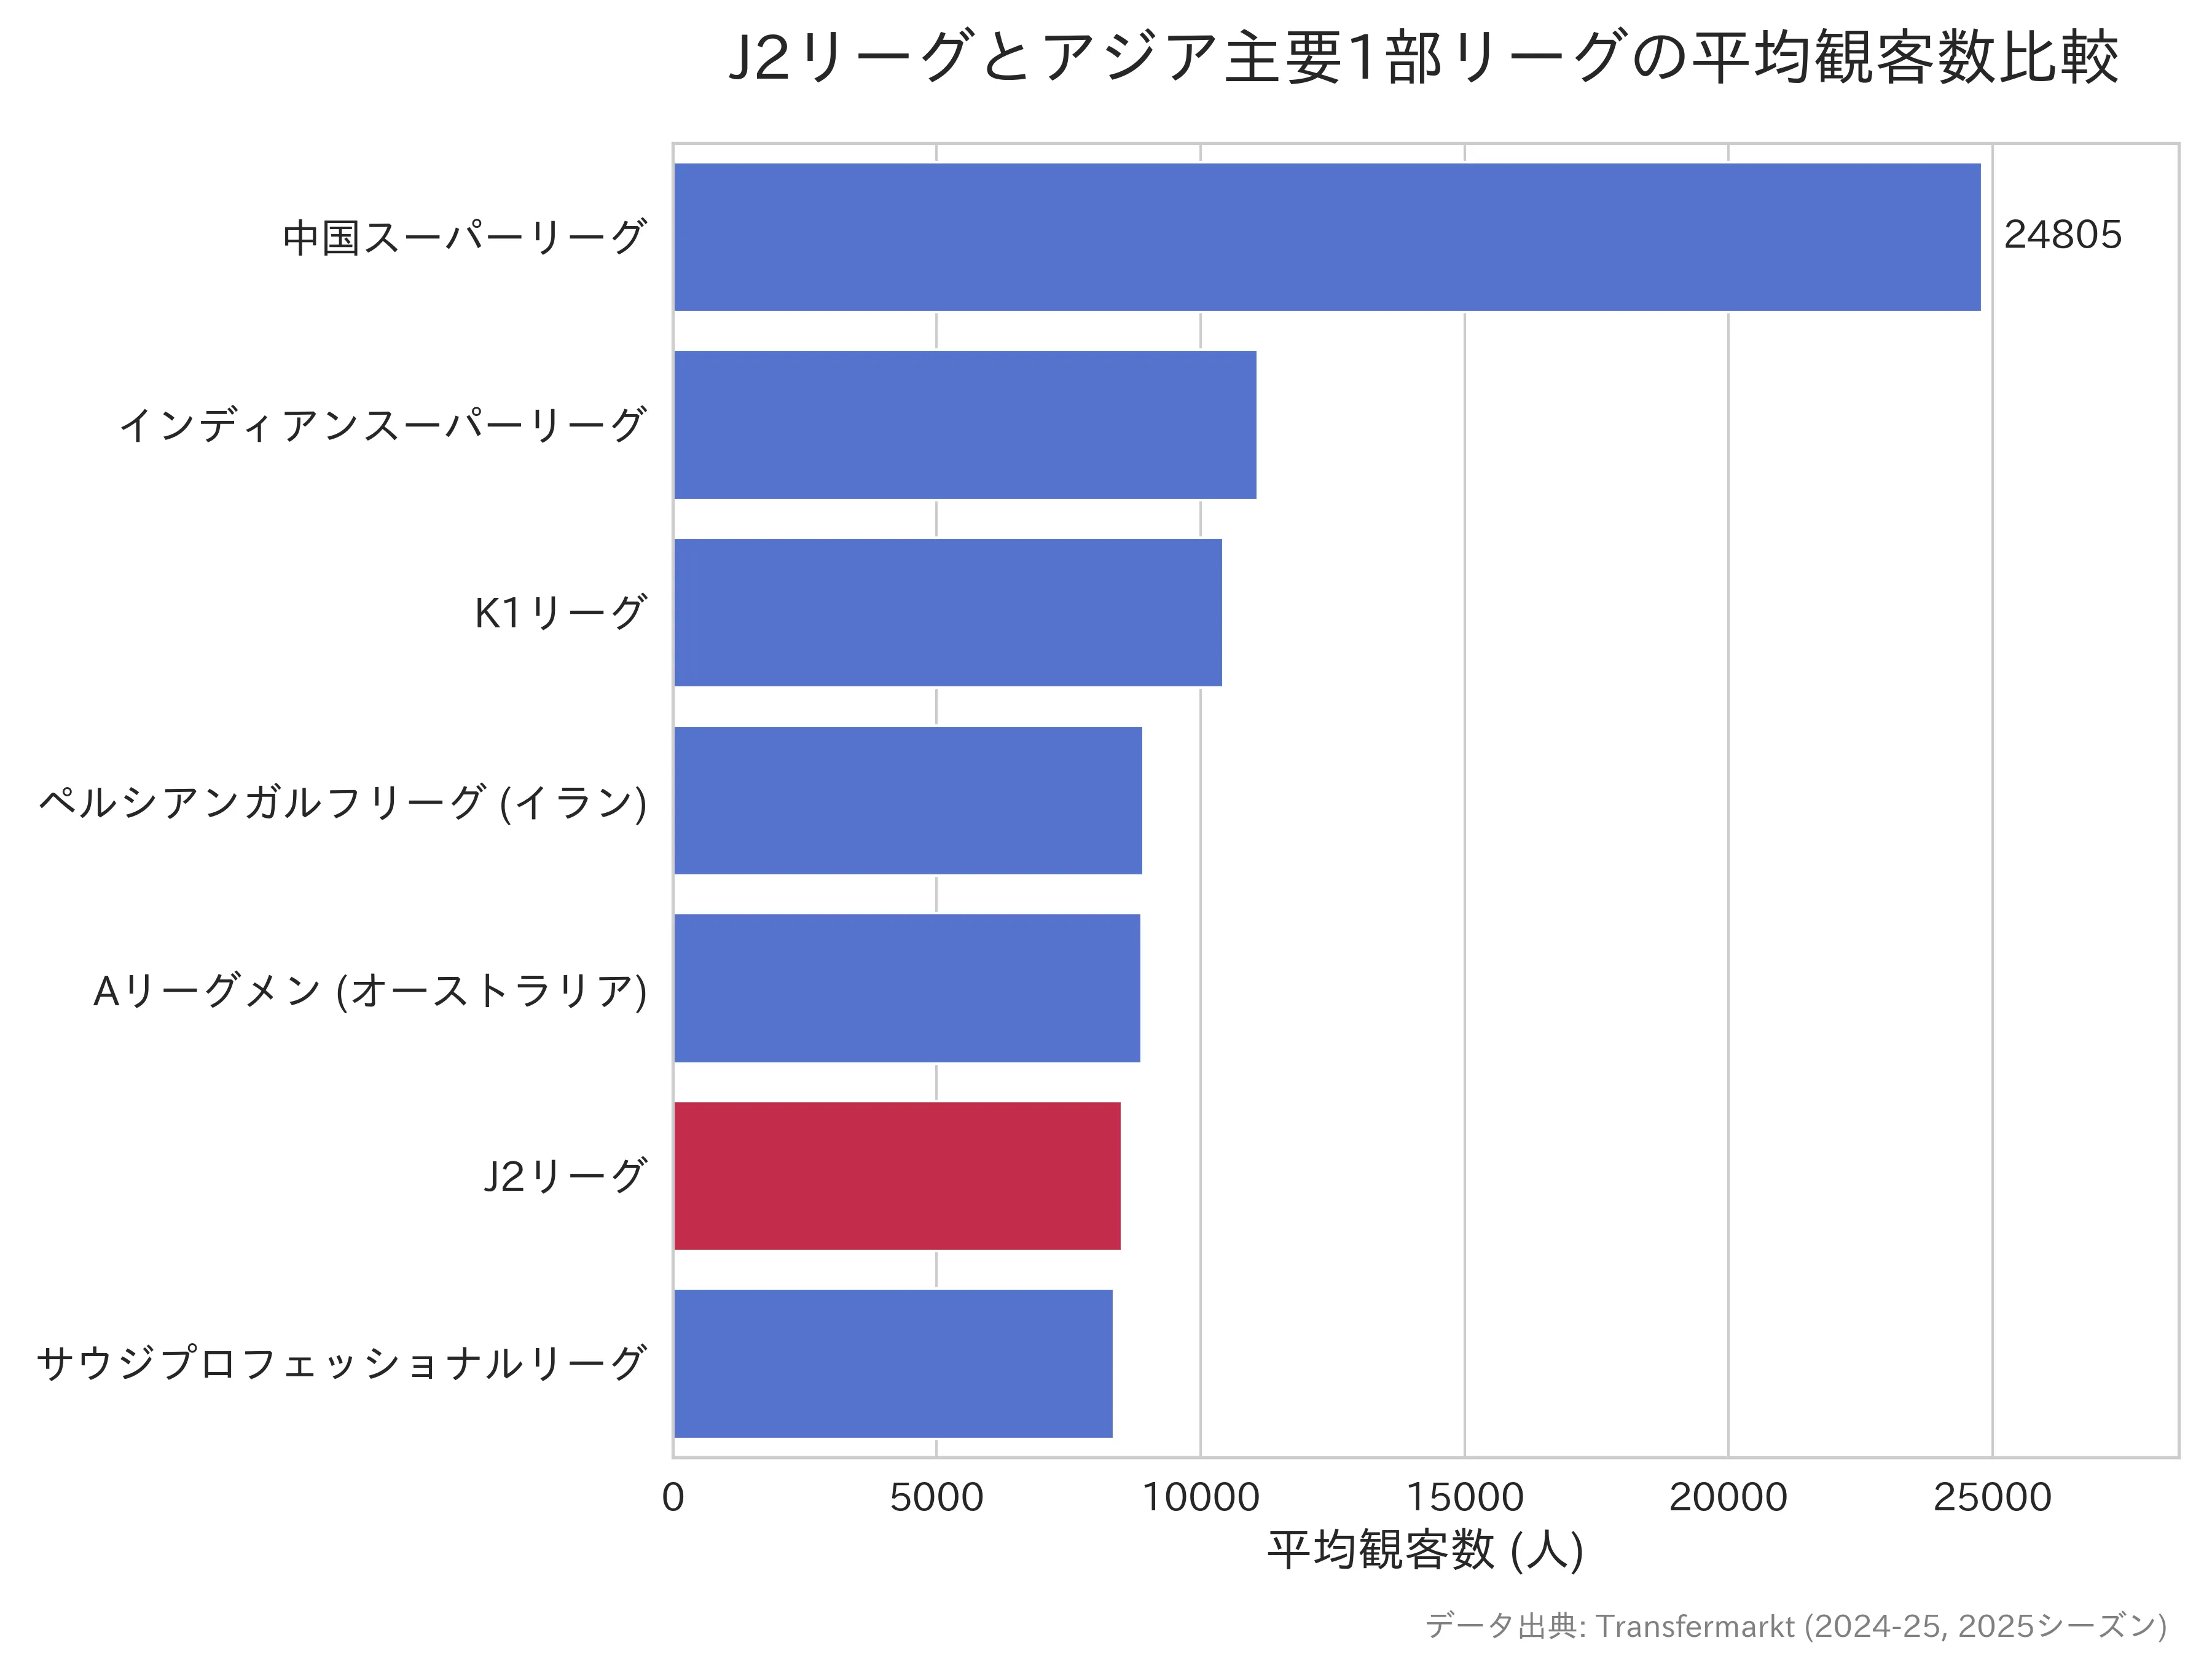 J2リーグとアジア主要1部リーグの平均観客数比較
中国スーパーリーグ
24805
インディアンスーパーリーグ
K1リーグ
ペルシアンガルフリーグ (イラン)
Aリーグメン (オーストラリア)
J2リーグ
サウジプロフェッショナルリーグ
0 5000 10000 15000 20000 25000
平均観客数 (人)
データ出典: Transfermarkt (2024-25, 2025シーズン)